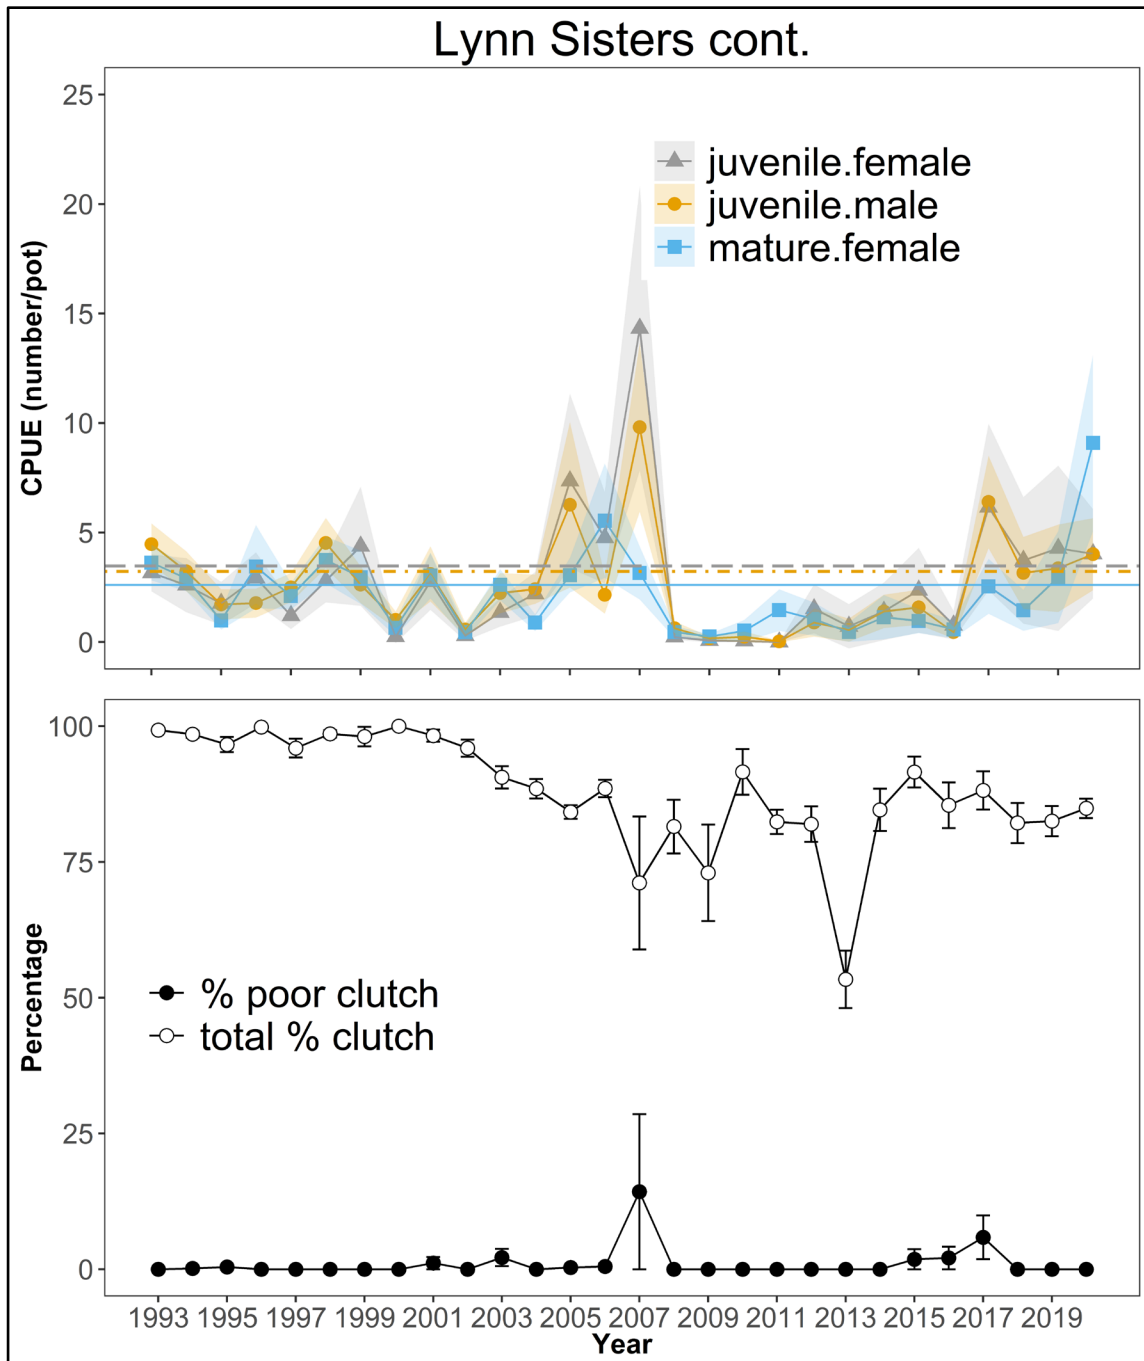 Lynn Sisters cont.
25
20
15
10
5
0
CPUE (number/pot)
juvenile.female
juvenile.male
mature.female
100
75
50
25
0
Percentage
% poor clutch
total % clutch
1993 1995 1997 1999 2001 2003 2005 2007 2009 2011 2013 2015 2017 2019
Year